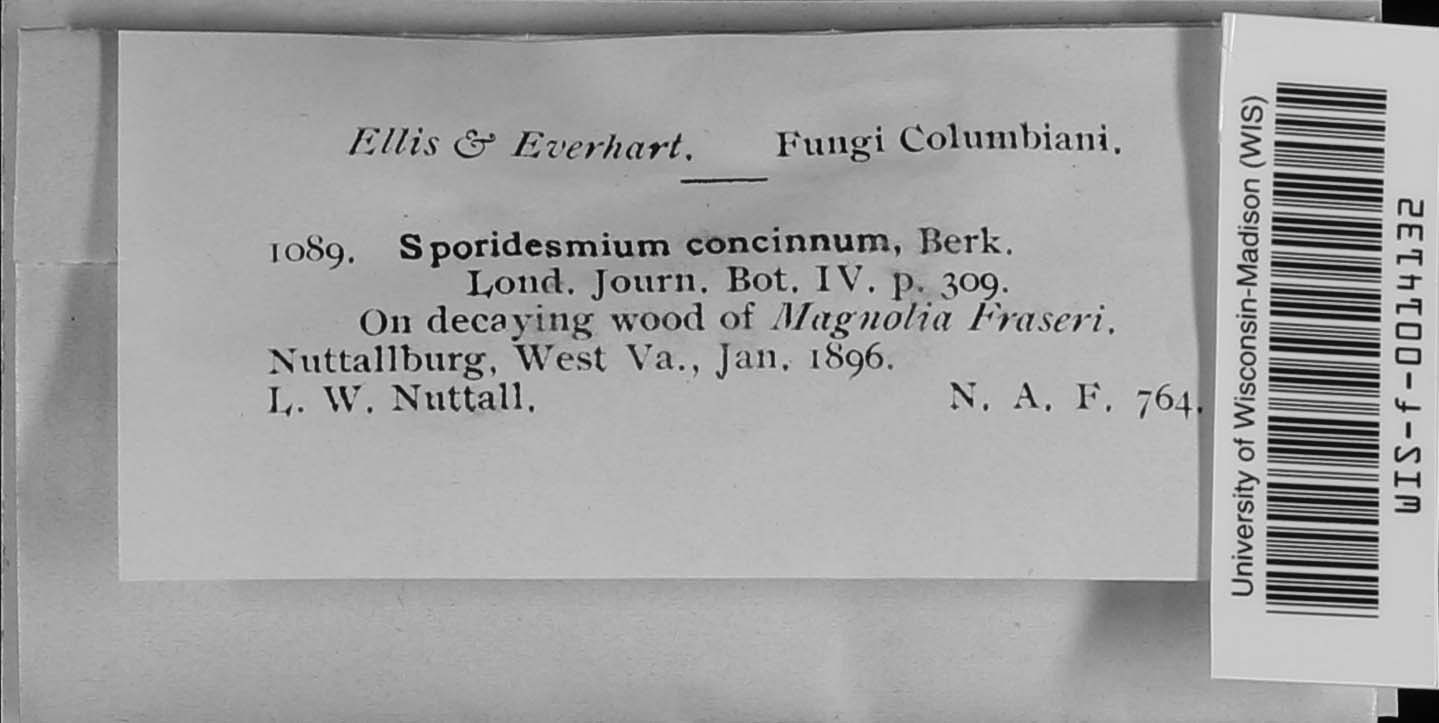 Ellis & Everhart. Fungi Columbiani.
1089. Sporidesmium concinnum, Berk.
Lond. Journ. Bot. IV. p. 309.
On decaying wood of Magnolia Fraseri.
Nuttallburg, West Va., Jan. 1896.
L. W. Nuttall. N. A. F. 764.
University of Wisconsin-Madison (WIS)
WIS-f-0014132